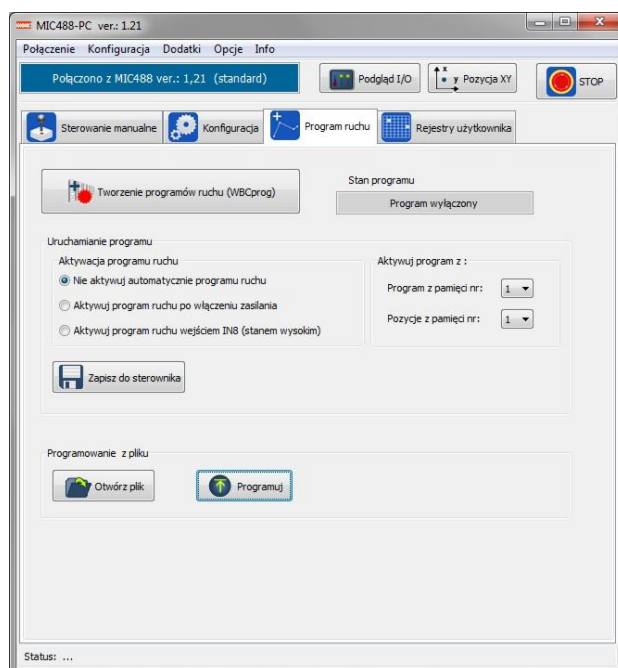 MIC488-PC ver.: 1.21
Połączenie Konfiguracja Dodatki Opcje Info
Połączono z MIC488 ver.: 1,21 (standard)
Podgląd I/O
x
y
Pozycja XY
STOP
Sterowanie manualne
Konfiguracja
Program ruchu
Rejestry użytkownika
Tworzenie programów ruchu (WBCprog)
Stan programu
Program wyłączony
Uruchamianie programu
Aktywacja programu ruchu
Nie aktywuj automatycznie programu ruchu
Aktywuj program ruchu po włączeniu zasilania
Aktywuj program ruchu wejściem IN8 (stanem wysokim)
Aktywuj program z :
Program z pamięci nr: 1
Pozycje z pamięci nr: 1
Zapisz do sterownika
Programowanie z pliku
Otwórz plik
Programuj
Status: ...